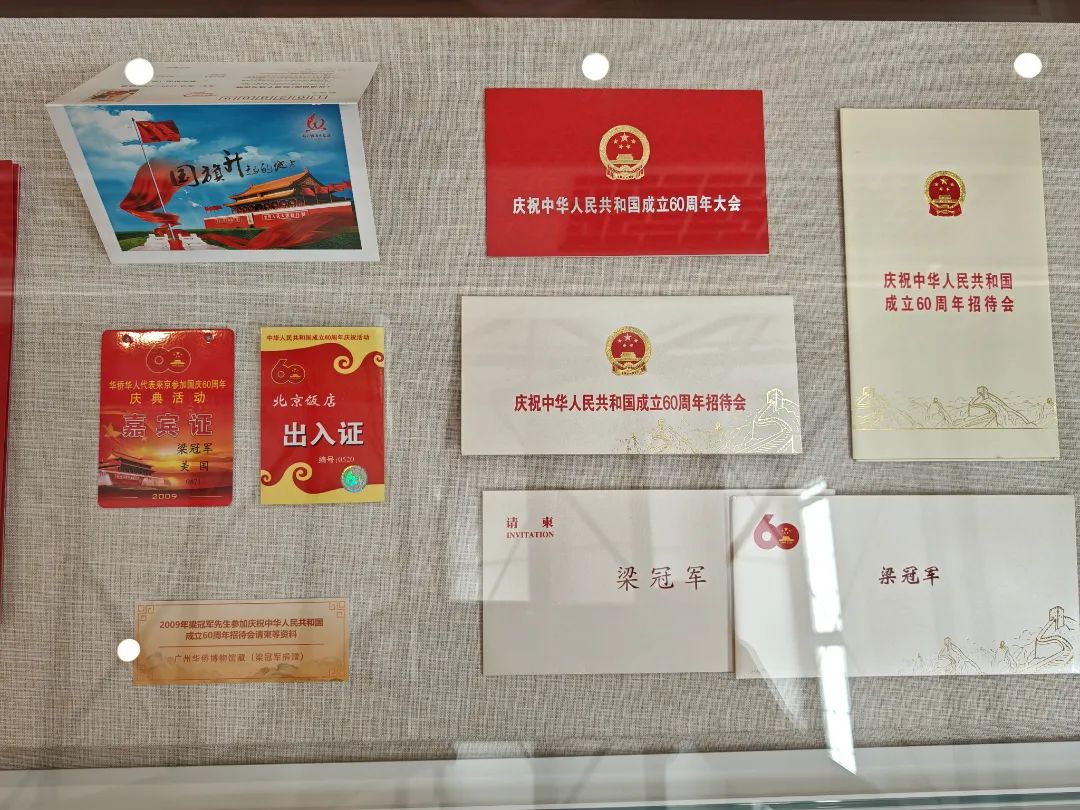 国旗升起的地方
庆祝中华人民共和国成立60周年大会
庆祝中华人民共和国
成立60周年招待会
庆祝中华人民共和国成立60周年招待会
60
华侨华人代表来京参加国庆60周年
庆典活动
嘉宾证
梁冠军
美国
0871
2009
中华人民共和国成立60周年庆祝活动
60
北京饭店
出入证
编号:0520
请柬
INVITATION
梁冠军
60
梁冠军
2009年梁冠军先生参加庆祝中华人民共和国
成立60周年招待会请柬等资料
广州华侨博物馆藏(梁冠军捐赠)